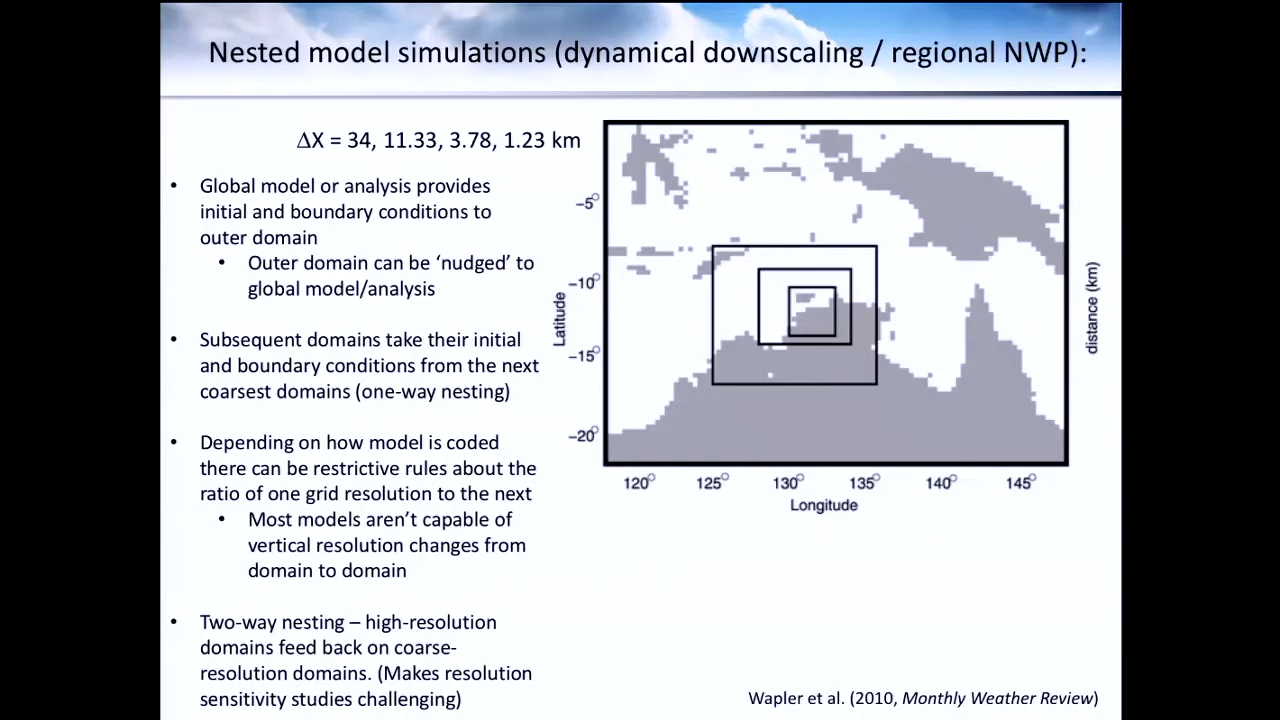 Nested model simulations (dynamical downscaling / regional NWP):
ΔX = 34, 11.33, 3.78, 1.23 km
• Global model or analysis provides
initial and boundary conditions to
outer domain
• Outer domain can be ‘nudged’ to
global model/analysis
• Subsequent domains take their initial
and boundary conditions from the next
coarsest domains (one-way nesting)
• Depending on how model is coded
there can be restrictive rules about the
ratio of one grid resolution to the next
• Most models aren’t capable of
vertical resolution changes from
domain to domain
• Two-way nesting – high-resolution
domains feed back on coarse-
resolution domains. (Makes resolution
sensitivity studies challenging)
Latitude
−5°
−10°
−15°
−20°
120° 125° 130° 135° 140° 145°
Longitude
distance (km)
Wapler et al. (2010, Monthly Weather Review)